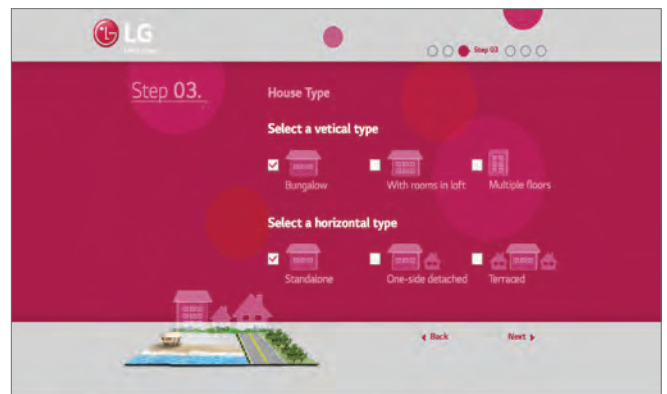 LG
Step 03
Step 03.
House Type
Select a vetical type
Bungalow
With rooms in loft
Multiple floors
Select a horizontal type
Standalone
One-side detached
Terraced
Back
Next